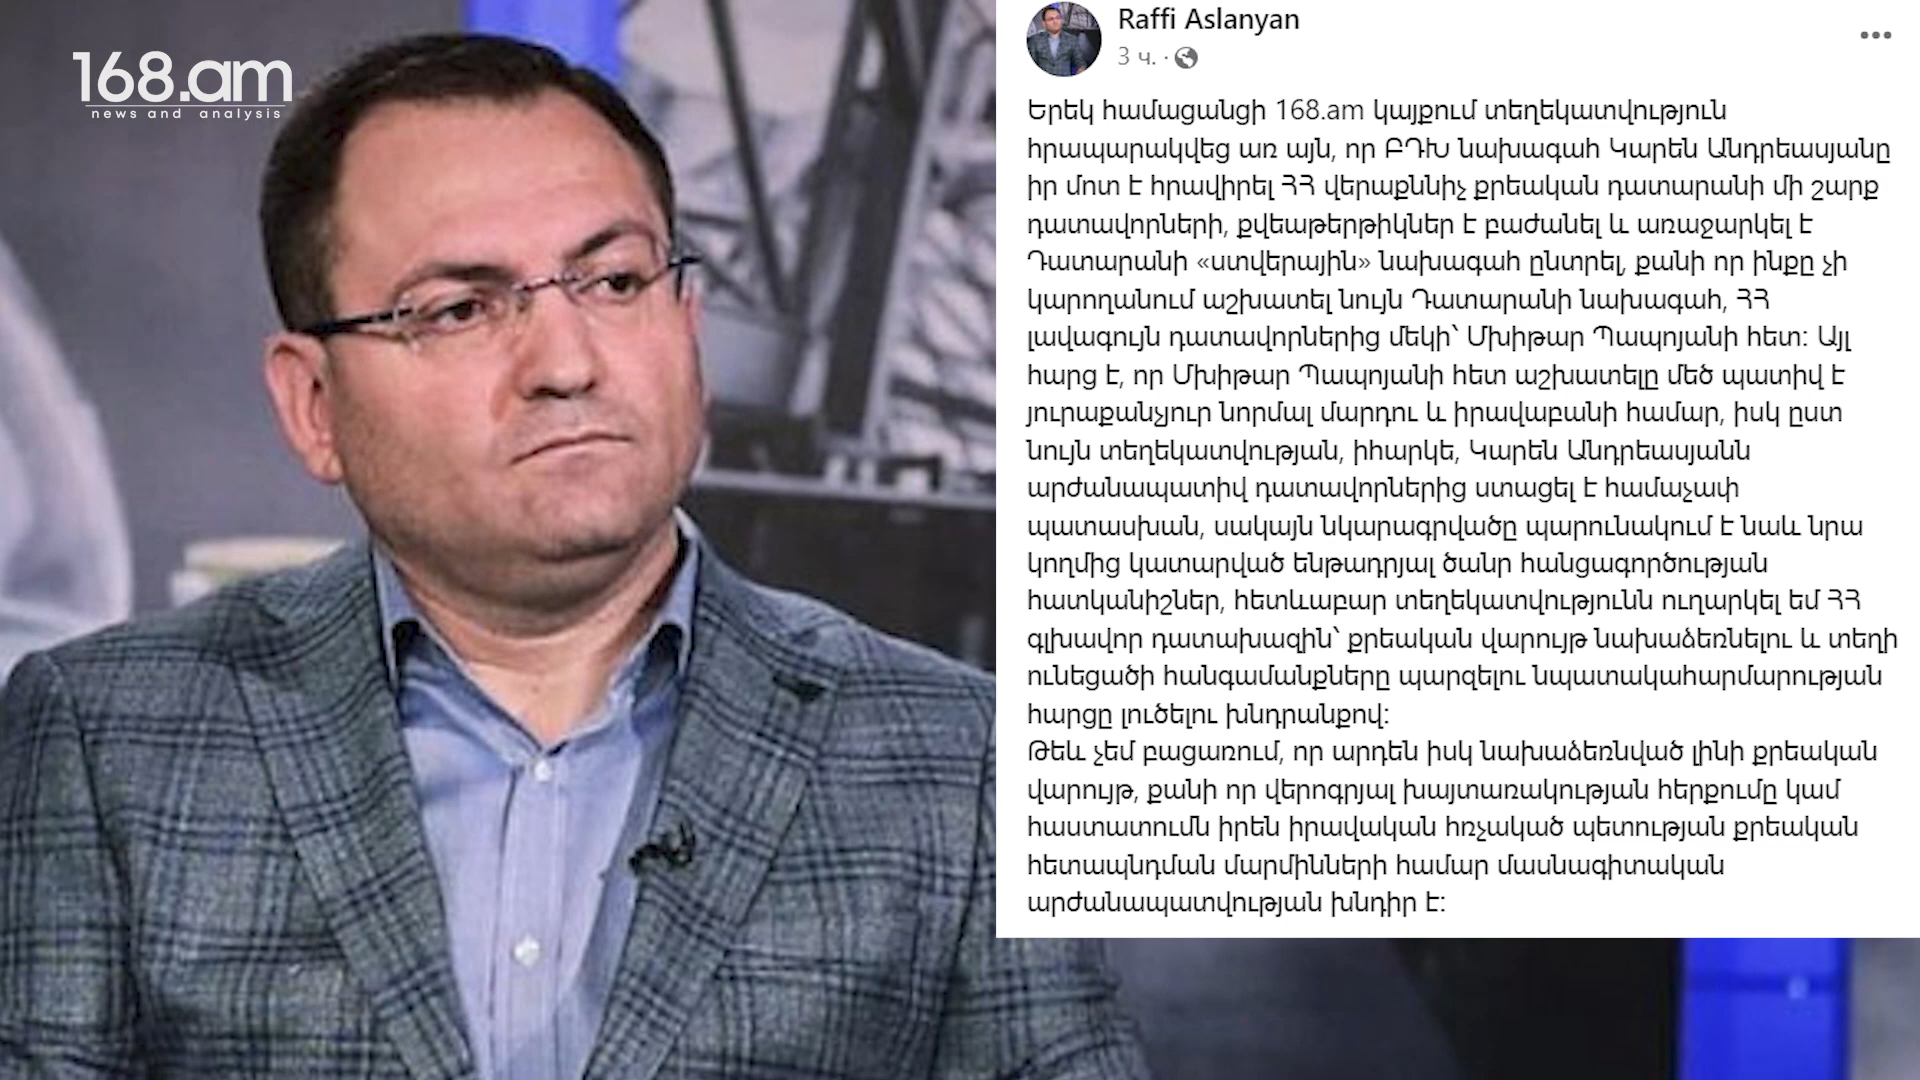 168.am
news and analysis
Raffi Aslanyan
3 ч. ·
Երեկ համացանցի 168.am կայքում տեղեկատվություն
հրապարակվեց առ այն, որ ԲԴԽ նախագահ Կարեն Անդրեասյանը
իր մոտ է հրավիրել ՀՀ վերաքննիչ քրեական դատարանի մի շարք
դատավորների, քվեաթերթիկներ է բաժանել և առաջարկել է
Դատարանի «ստվերային» նախագահ ընտրել, քանի որ ինքը չի
կարողանում աշխատել նույն Դատարանի նախագահ, ՀՀ
լավագույն դատավորներից մեկի՝ Մխիթար Պապոյանի հետ: Այլ
հարց է, որ Մխիթար Պապոյանի հետ աշխատելը մեծ պատիվ է
յուրաքանչյուր նորմալ մարդու և իրավաբանի համար, իսկ ըստ
նույն տեղեկատվության, իհարկե, Կարեն Անդրեասյանն
արժանապատիվ դատավորներից ստացել է համաչափ
պատասխան, սակայն նկարագրվածը պարունակում է նաև նրա
կողմից կատարված ենթադրյալ ծանր հանցագործության
հատկանիշներ, հետևաբար տեղեկատվությունն ուղարկել եմ ՀՀ
գլխավոր դատախազին՝ քրեական վարույթ նախաձեռնելու և տեղի
ունեցածի հանգամանքները պարզելու նպատակահարմարության
հարցը լուծելու խնդրանքով:
Թեև չեմ բացառում, որ արդեն իսկ նախաձեռնված լինի քրեական
վարույթ, քանի որ վերոգրյալ խայտառակության հերքումը կամ
հաստատումն իրեն իրավական հռչակած պետության քրեական
հետապնդման մարմինների համար մասնագիտական
արժանապատվության խնդիր է: